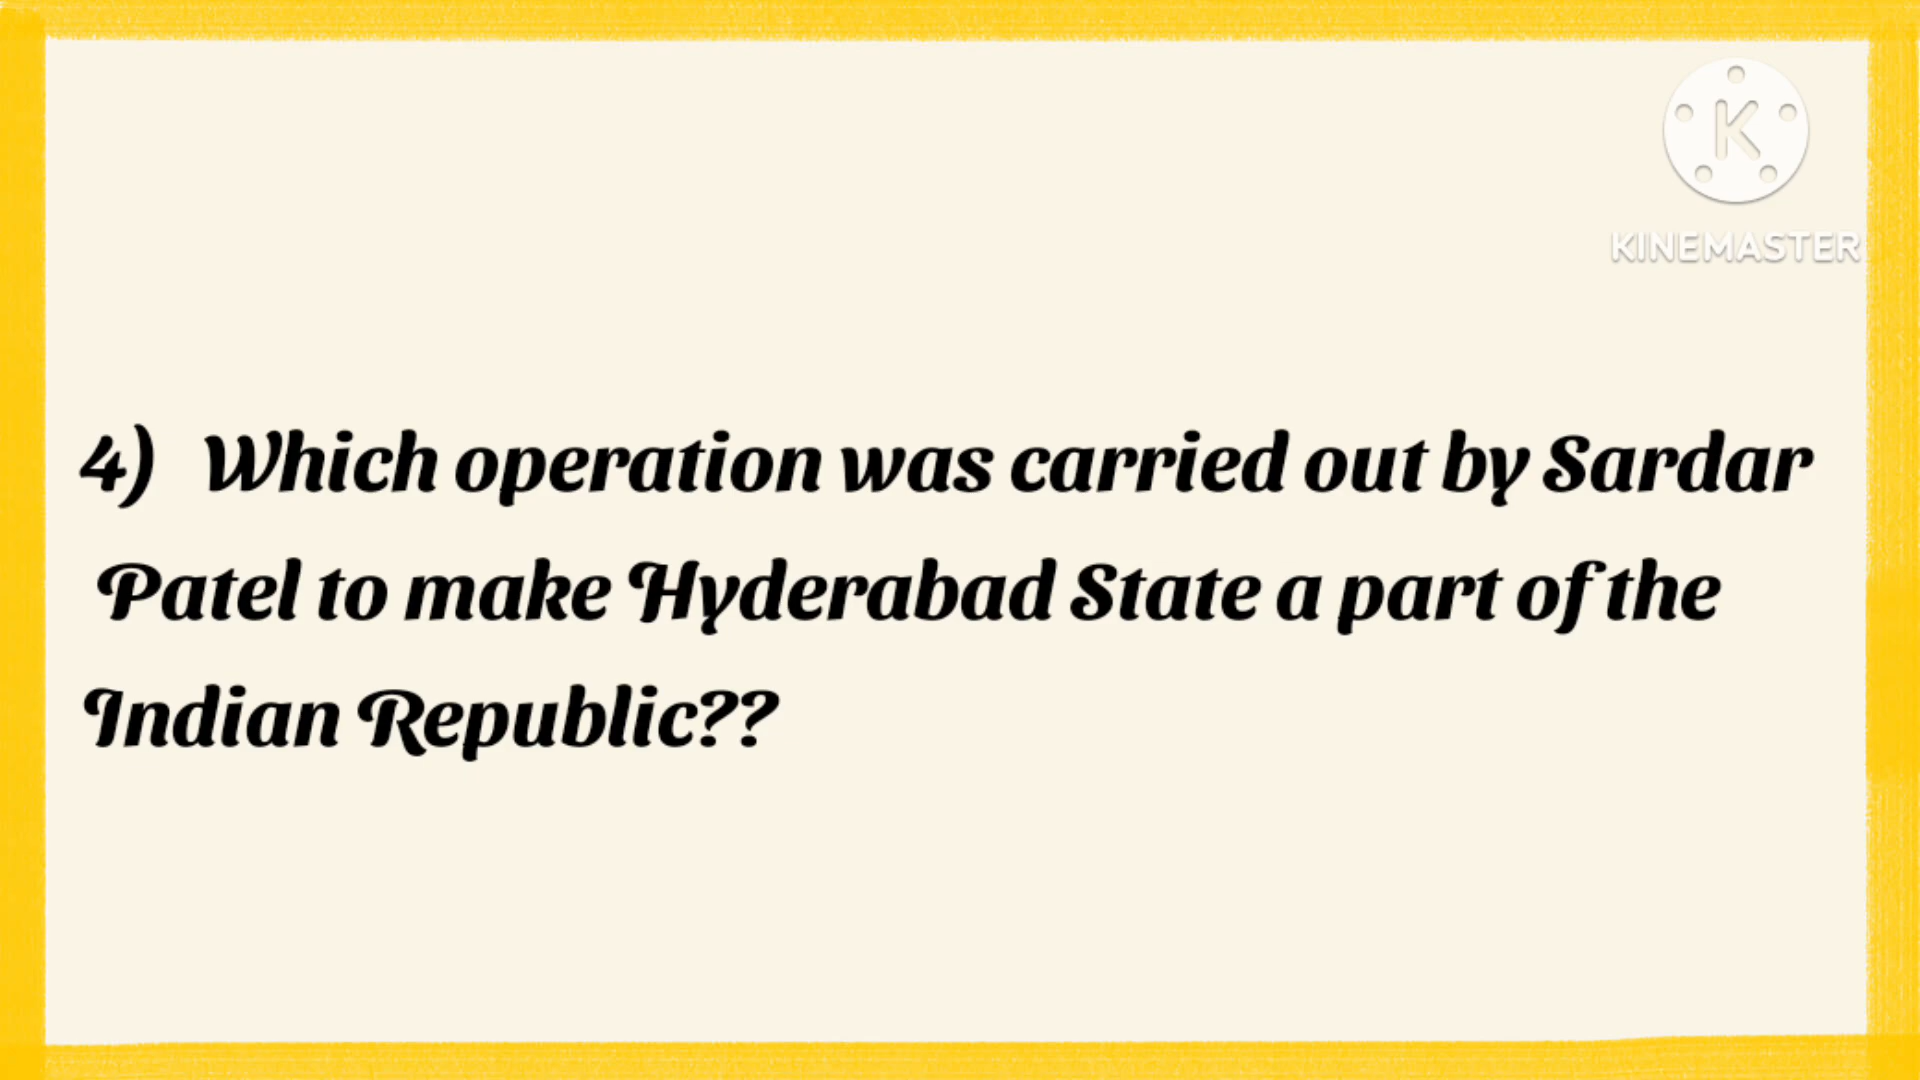 KINEMASTER
4) Which operation was carried out by Sardar
Patel to make Hyderabad State a part of the
Indian Republic??